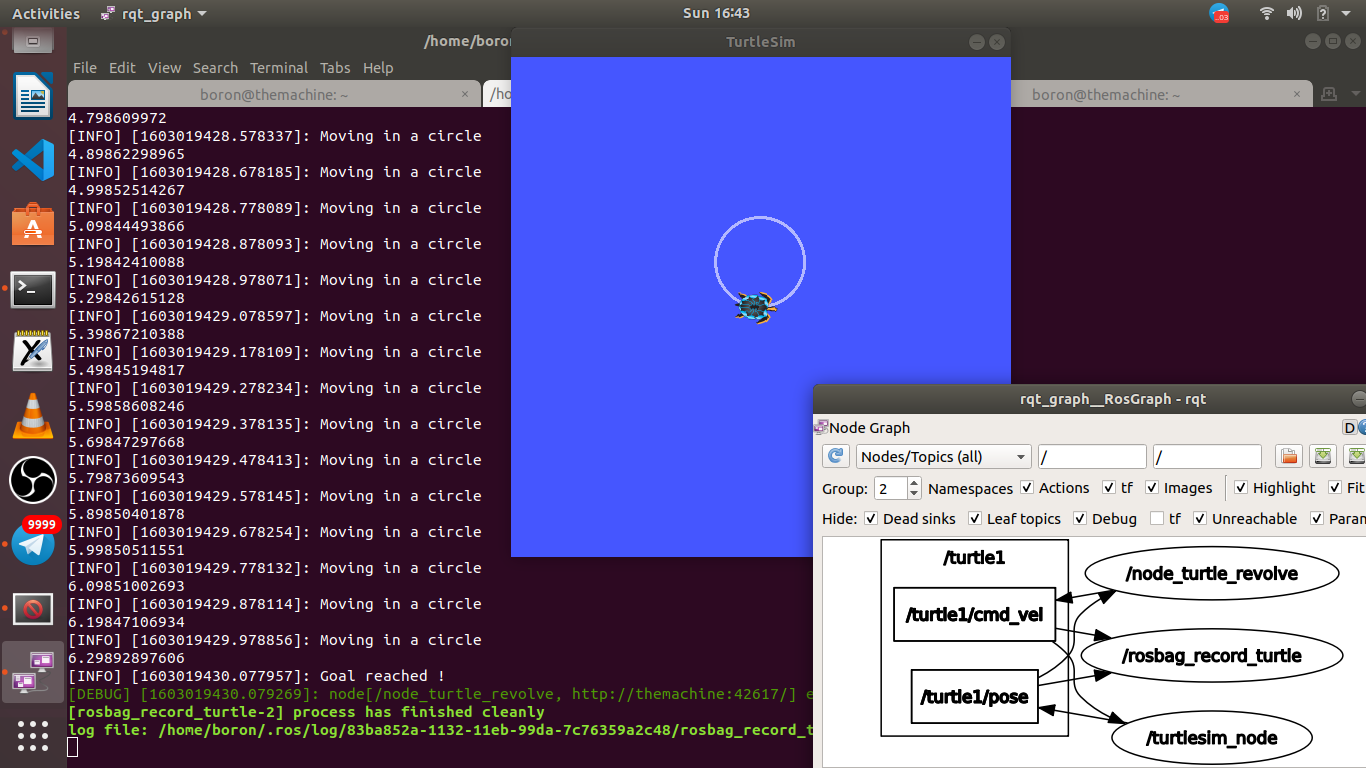 Activities
rqt_graph
Sun 16:43
.03
/home/boron
TurtleSim
File Edit View Search Terminal Tabs Help
boron@themachine: ~ ×
/ho
boron@themachine: ~ ×
4.798609972
[INFO] [1603019428.578337]: Moving in a circle
4.89862298965
[INFO] [1603019428.678185]: Moving in a circle
4.99852514267
[INFO] [1603019428.778089]: Moving in a circle
5.09844493866
[INFO] [1603019428.878093]: Moving in a circle
5.19842410088
[INFO] [1603019428.978071]: Moving in a circle
5.29842615128
[INFO] [1603019429.078597]: Moving in a circle
5.39867210388
[INFO] [1603019429.178109]: Moving in a circle
5.49845194817
[INFO] [1603019429.278234]: Moving in a circle
5.59858608246
[INFO] [1603019429.378135]: Moving in a circle
5.69847297668
[INFO] [1603019429.478413]: Moving in a circle
5.79873609543
[INFO] [1603019429.578145]: Moving in a circle
5.89850401878
[INFO] [1603019429.678254]: Moving in a circle
5.99850511551
[INFO] [1603019429.778132]: Moving in a circle
6.09851002693
[INFO] [1603019429.878114]: Moving in a circle
6.19847106934
[INFO] [1603019429.978856]: Moving in a circle
6.29892897606
[INFO] [1603019430.077957]: Goal reached !
[DEBUG] [1603019430.079269]: node[/node_turtle_revolve, http://themachine:42617/] e
[rosbag_record_turtle-2] process has finished cleanly
log file: /home/boron/.ros/log/83ba852a-1132-11eb-99da-7c76359a2c48/rosbag_record_t
9999
rqt_graph__RosGraph - rqt
Node Graph
D
Nodes/Topics (all) / /
Group: 2 Namespaces Actions tf Images Highlight Fit
Hide: Dead sinks Leaf topics Debug tf Unreachable Param
/turtle1
/turtle1/cmd_vel
/turtle1/pose
/node_turtle_revolve
/rosbag_record_turtle
/turtlesim_node